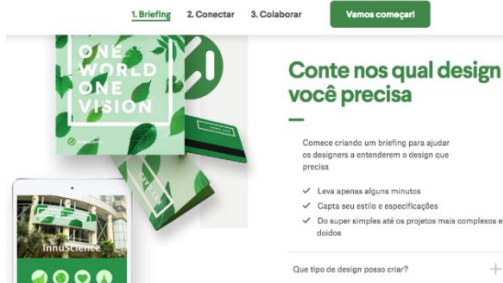 1. Briefing
2. Conectar
3. Colaborar
Vamos começar!
ONE
WORLD
ONE
VISION
InnuScience
Conte nos qual design
você precisa
Comece criando um briefing para ajudar
os designers a entenderem o design que
precisa
Leva apenas alguns minutos
Capta seu estilo e especificações
Do super simples até os projetos mais complexos e
doidos
Que tipo de design posso criar?